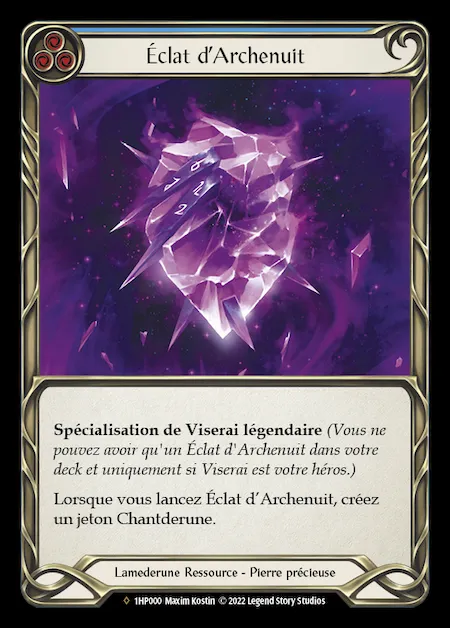 Éclat d'Archenuit
Spécialisation de Viserai légendaire (Vous ne
pouvez avoir qu'un Éclat d'Archenuit dans votre
deck et uniquement si Viserai est votre héros.)
Lorsque vous lancez Éclat d'Archenuit, créez
un jeton Chantderune.
Lamederune Ressource - Pierre précieuse
1HP000 Maxim Kostin © 2022 Legend Story Studios